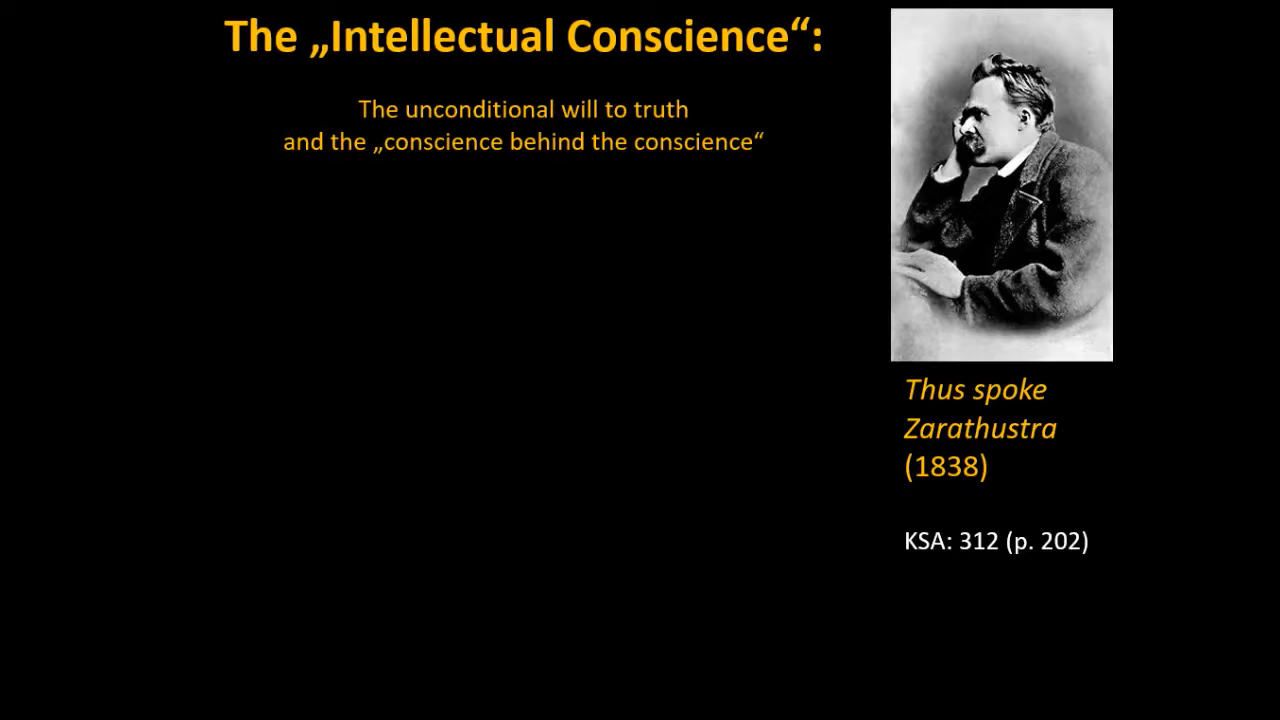 The „Intellectual Conscience“:
The unconditional will to truth
and the „conscience behind the conscience“
Thus spoke
Zarathustra
(1838)
KSA: 312 (p. 202)